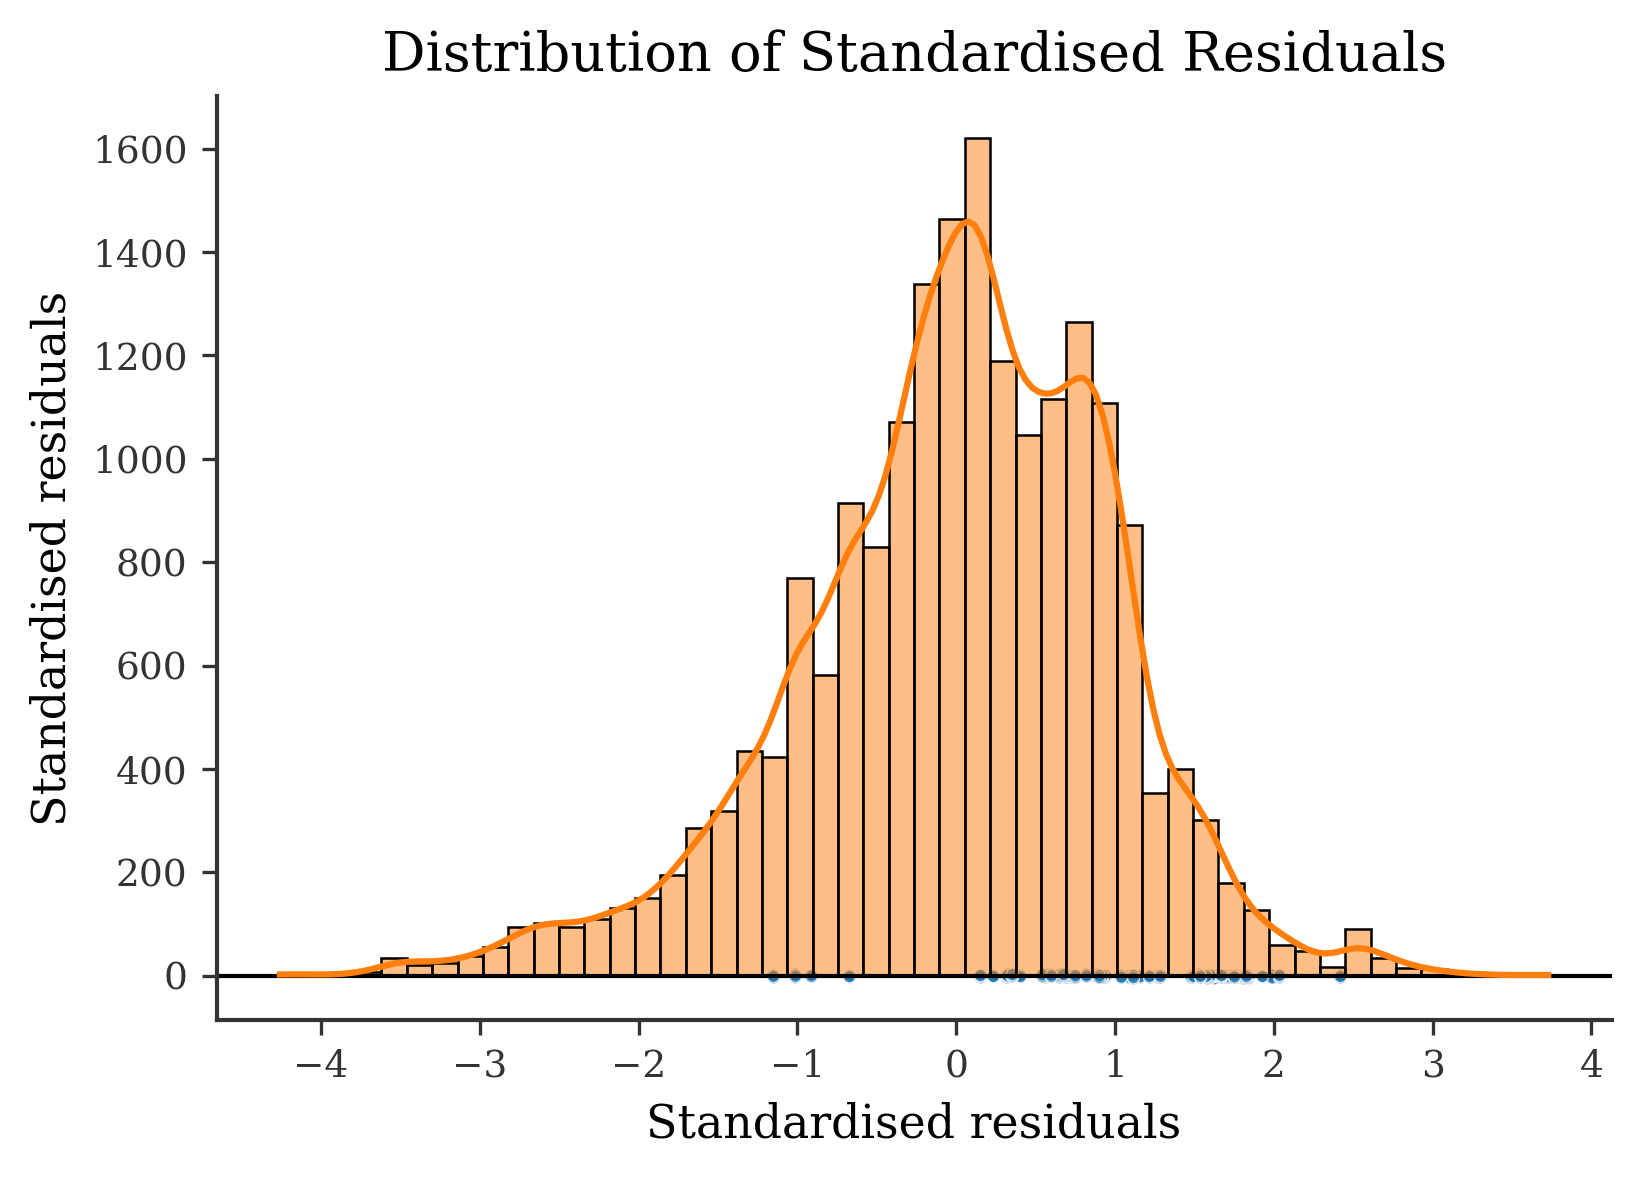 Distribution of Standardised Residuals
Standardised residuals
1600
1400
1200
1000
800
600
400
200
0
−4 −3 −2 −1 0 1 2 3 4
Standardised residuals